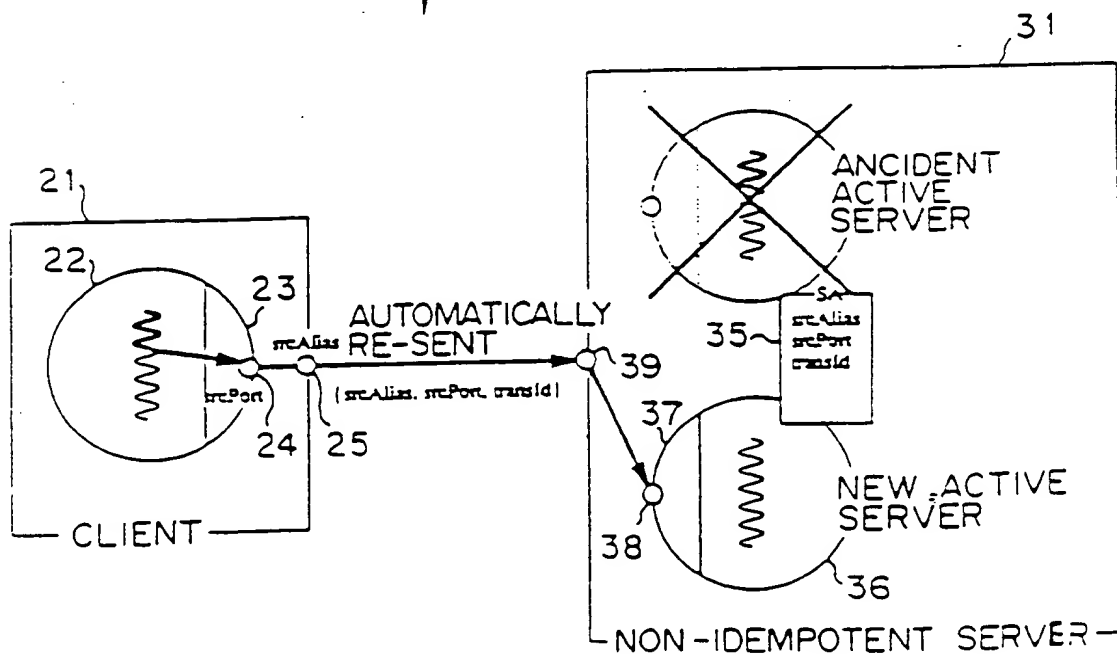 31
21
22
23
srcAlias
AUTOMATICALLY
RE-SENT
srcPort
24
25
(srcAlias, srcPort, transId)
CLIENT
ANCIDENT
ACTIVE
SERVER
SA
srcAlias
srcPort
transId
35
39
37
38
NEW ACTIVE
SERVER
36
NON-IDEMPOTENT SERVER